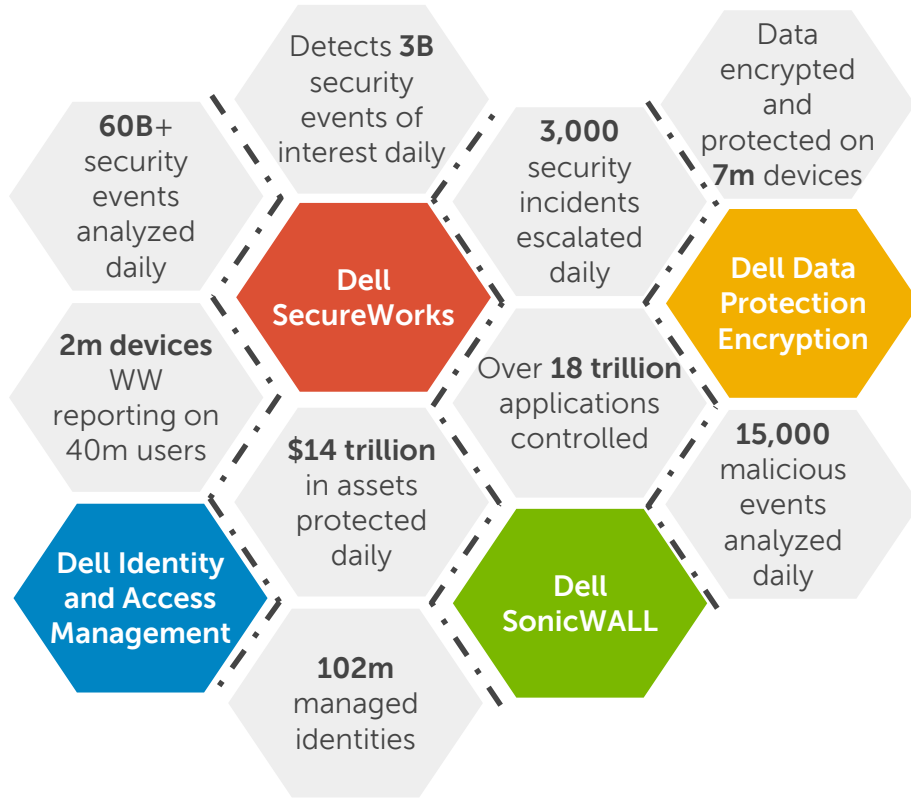 Detects 3B
security
events of
interest daily
Data
encrypted
and
protected on
7m devices
60B+
security
events
analyzed
daily
3,000
security
incidents
escalated
daily
Dell
SecureWorks
Dell Data
Protection
Encryption
2m devices
WW
reporting on
40m users
Over 18 trillion
applications
controlled
$14 trillion
in assets
protected
daily
15,000
malicious
events
analyzed
daily
Dell Identity
and Access
Management
Dell
SonicWALL
102m
managed
identities